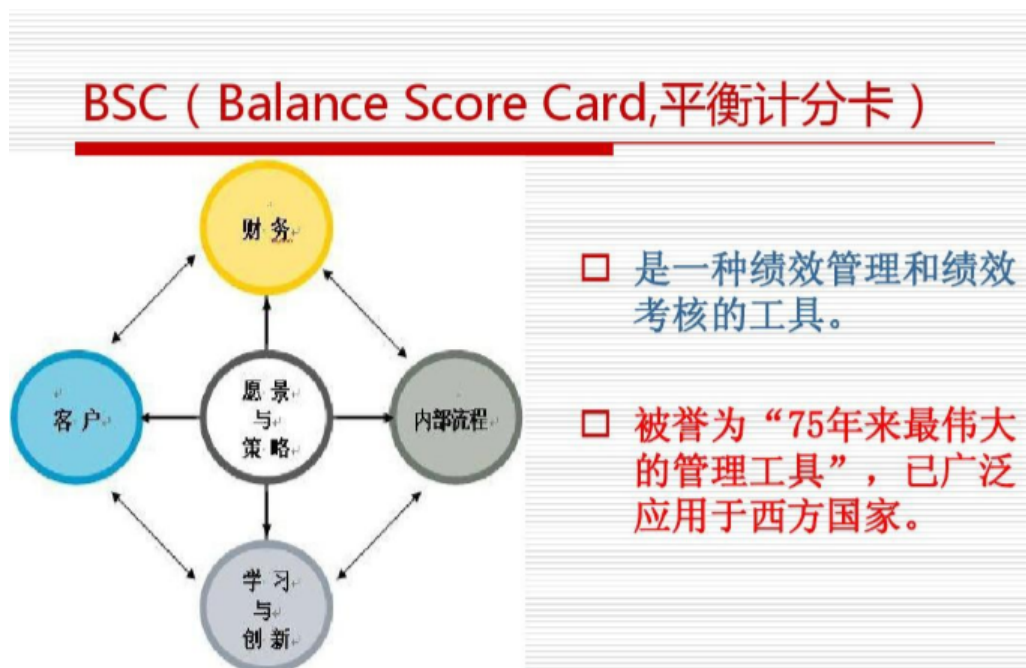 BSC（Balance Score Card,平衡计分卡）
财 务
客 户
愿 景
与
策 略
内部流程
学 习
与
创 新
是一种绩效管理和绩效
考核的工具。
被誉为“75年来最伟大
的管理工具”，已广泛
应用于西方国家。